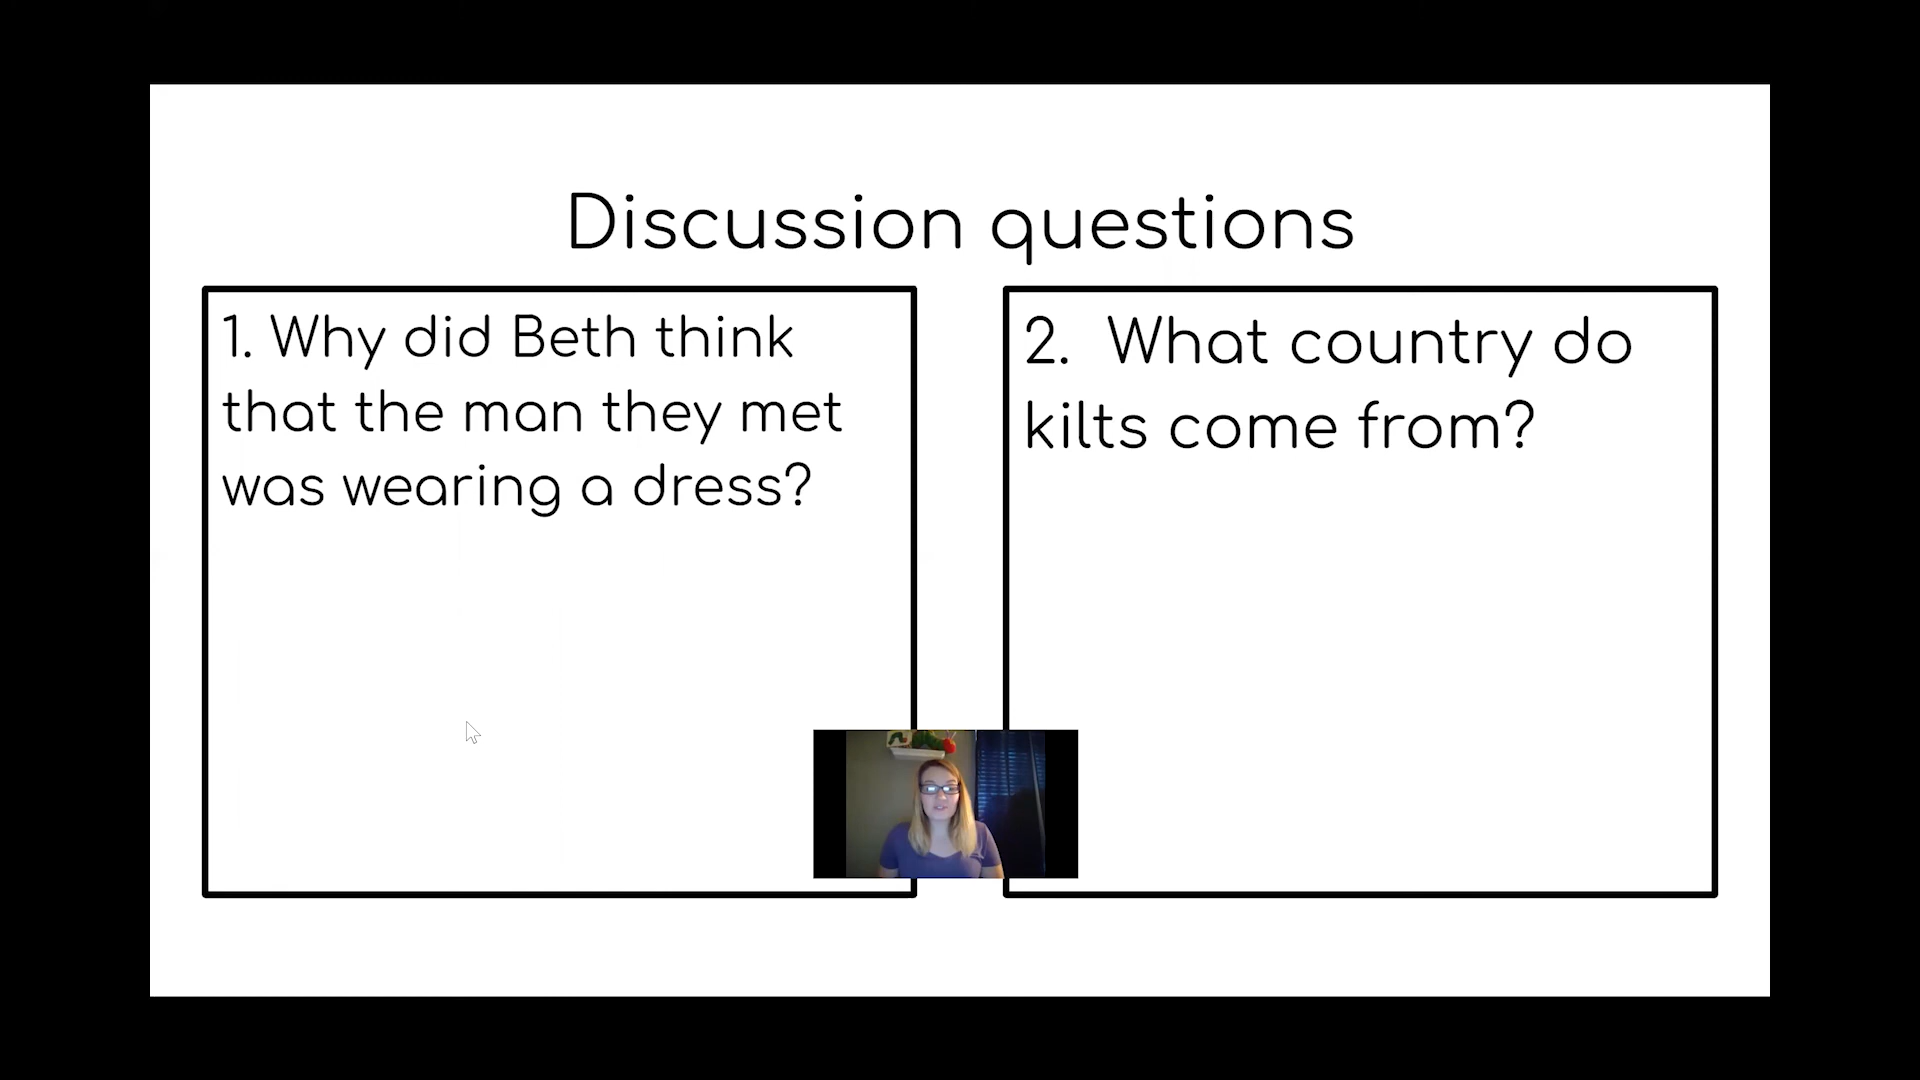 Discussion questions
1. Why did Beth think
that the man they met
was wearing a dress?
2. What country do
kilts come from?